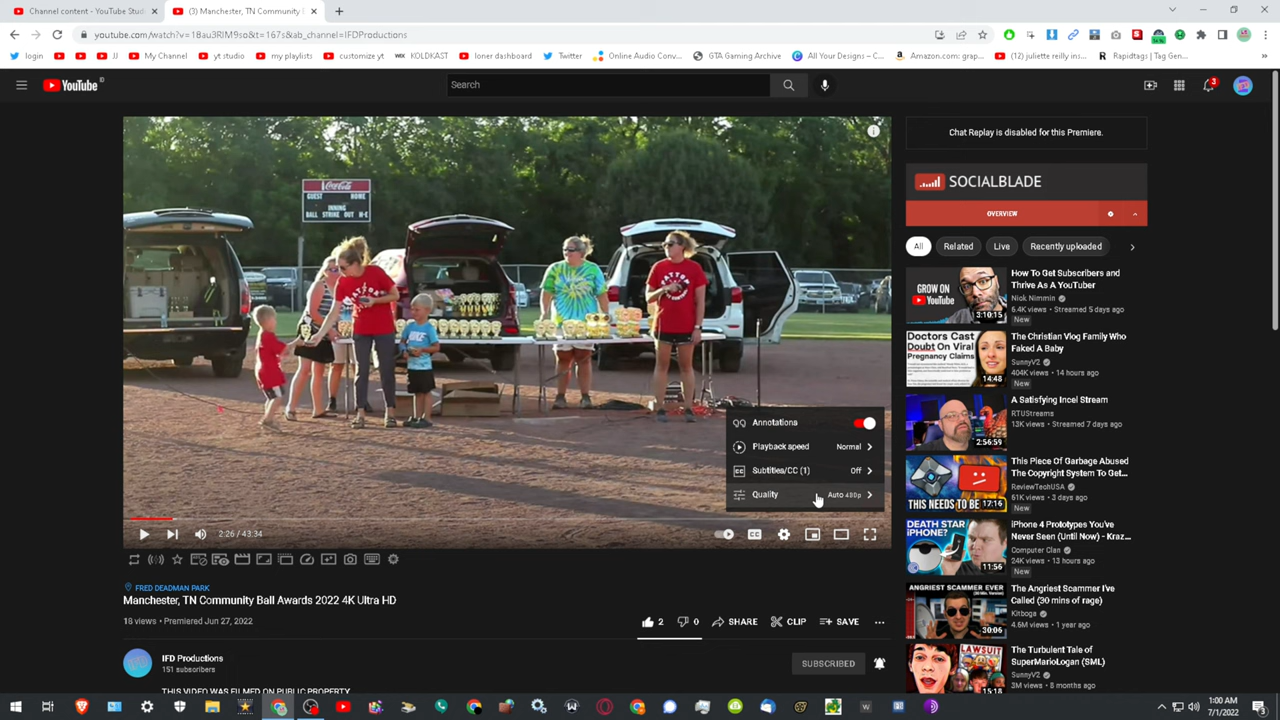 Channel content - YouTube Stud
(3) Manchester, TN Community B
youtube.com/watch?v=18au3RIM9so&t=167s&ab_channel=IFDProductions
login
JJ
My Channel
yt studio
my playlists
customize yt
WIX KOLDKAST
loner dashboard
Twitter
Online Audio Conv...
GTA Gaming Archive
All Your Designs – C...
Amazon.com: grap...
(12) juliette reilly ins...
Rapidtags | Tag Gen...
YouTube
Search
3
Coca-Cola
GUEST HOME
INNING
BALL STRIKE OUT H-E
Annotations
Playback speed Normal
Subtitles/CC (1) Off
Quality Auto 480p
2:26 / 43:34
FRED DEADMAN PARK
Manchester, TN Community Ball Awards 2022 4K Ultra HD
18 views • Premiered Jun 27, 2022
2 0 SHARE CLIP SAVE
IFD Productions
151 subscribers
SUBSCRIBED
THIS VIDEO WAS FILMED ON PUBLIC PROPERTY
Chat Replay is disabled for this Premiere.
SOCIALBLADE
OVERVIEW
All Related Live Recently uploaded
GROW ON
YouTube
3:10:15
How To Get Subscribers and
Thrive As A YouTuber
Nick Nimmin
6.4K views • Streamed 5 days ago
New
Doctors Cast
Doubt On Viral
Pregnancy Claims
14:48
The Christian Vlog Family Who
Faked A Baby
SunnyV2
404K views • 14 hours ago
New
2:56:59
A Satisfying Incel Stream
RTUStreams
13K views • Streamed 7 days ago
THIS NEEDS TO BE
17:16
This Piece Of Garbage Abused
The Copyright System To Get...
ReviewTechUSA
61K views • 3 days ago
New
DEATH STAR
iPHONE?
11:56
iPhone 4 Prototypes You've
Never Seen (Until Now) - Kraz...
Computer Clan
24K views • 13 hours ago
New
ANGRIEST SCAMMER EVER
30:06
The Angriest Scammer I've
Called (30 mins of rage)
Kitboga
4.6M views • 1 year ago
LAWSUIT
15:18
The Turbulent Tale of
SuperMarioLogan (SML)
SunnyV2
3M views • 8 months ago
1:00 AM
7/1/2022